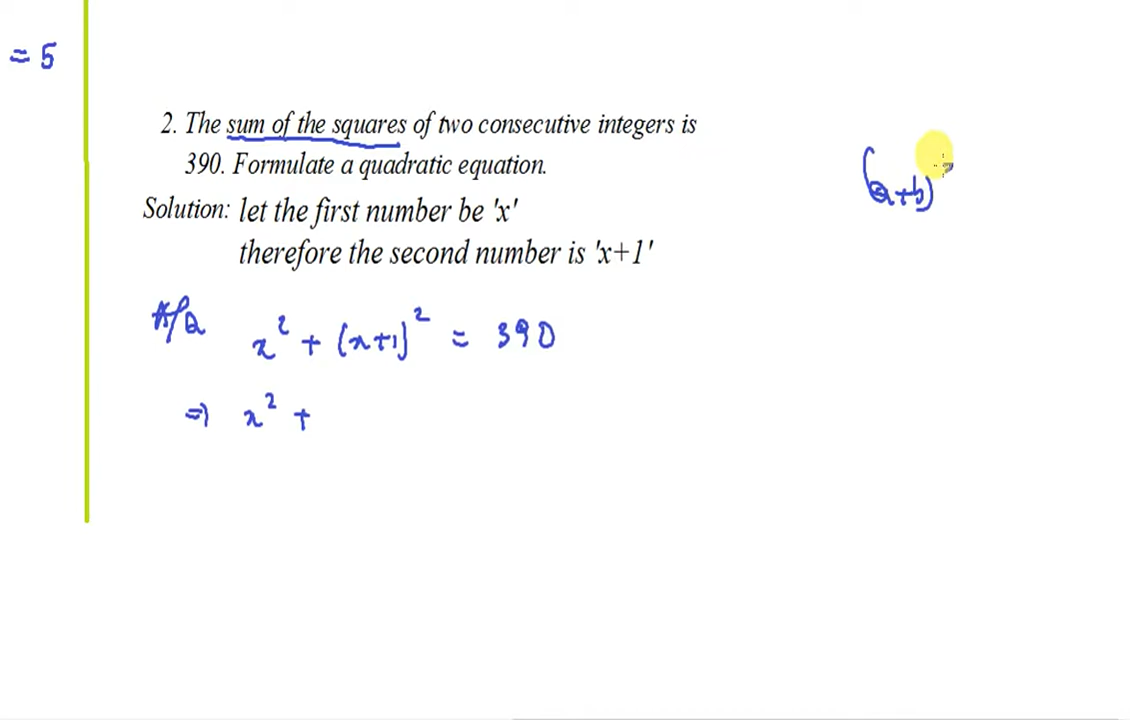 = 5
2. The sum of the squares of two consecutive integers is
390. Formulate a quadratic equation.
Solution: let the first number be 'x'
therefore the second number is 'x+1'
(a+b)²
A/Q x² + (x+1)² = 390
⇒ x² +